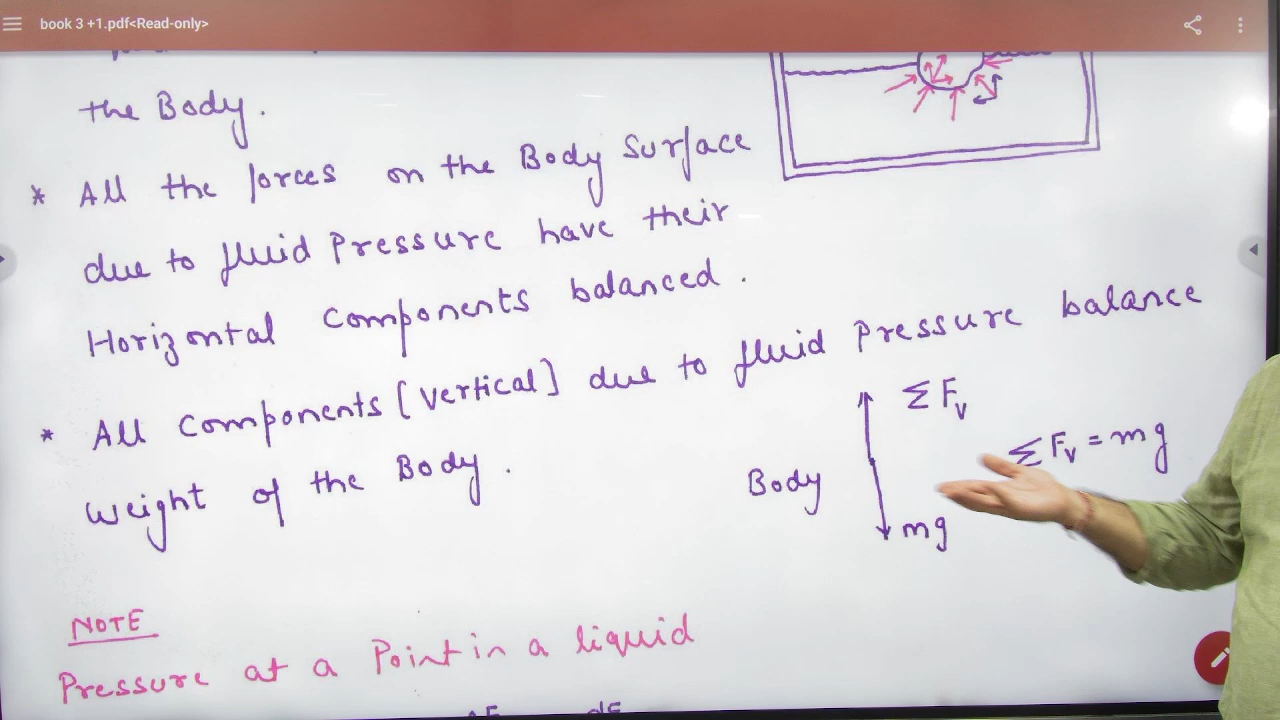 book 3 +1.pdf<Read-only>
the Body.
* All the forces on the Body surface
due to fluid Pressure have their
Horizontal components balanced.
* All components [vertical] due to fluid pressure balance
weight of the Body.
ΣFv
ΣFv = mg
Body
mg
NOTE
Pressure at a Point in a liquid